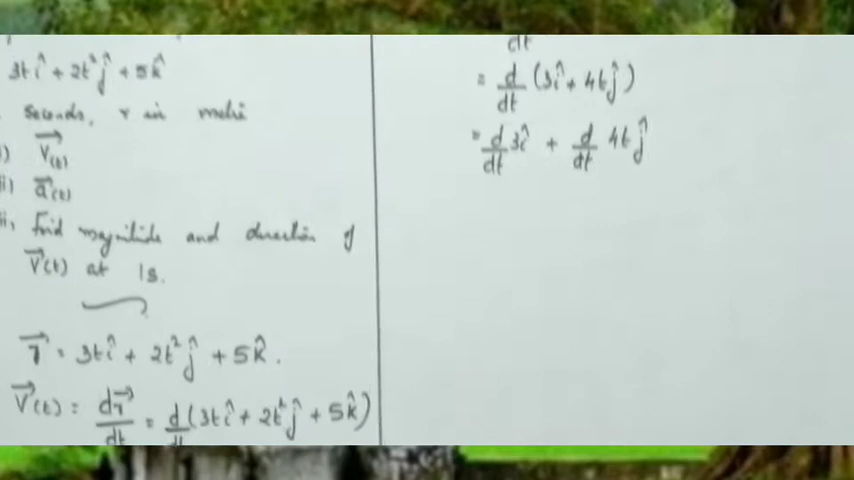 3tî + 2t²ĵ + 5k̂
seconds, r in metre
i) v⃗(t)
ii) a⃗(t)
iii, Find magnitude and direction of
v⃗(t) at 1s.
r⃗ = 3tî + 2t²ĵ + 5k̂.
v⃗(t) = dr⃗/dt = d/dt (3tî + 2t²ĵ + 5k̂)
dt
= d/dt (3î + 4tĵ)
= d/dt 3î + d/dt 4tĵ